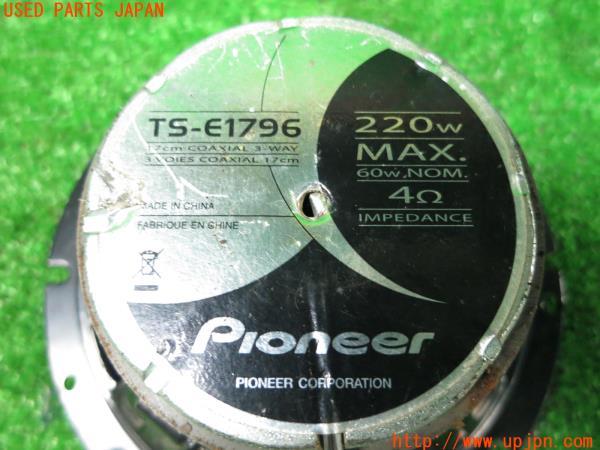 USED PARTS JAPAN
TS-E1796
17cm COAXIAL 3-WAY
3 VOIES COAXIAL 17cm
220w
MAX.
60w, NOM.
4Ω
IMPEDANCE
MADE IN CHINA
FABRIQUE EN CHINE
Pioneer
PIONEER CORPORATION
http://www.upjpn.com